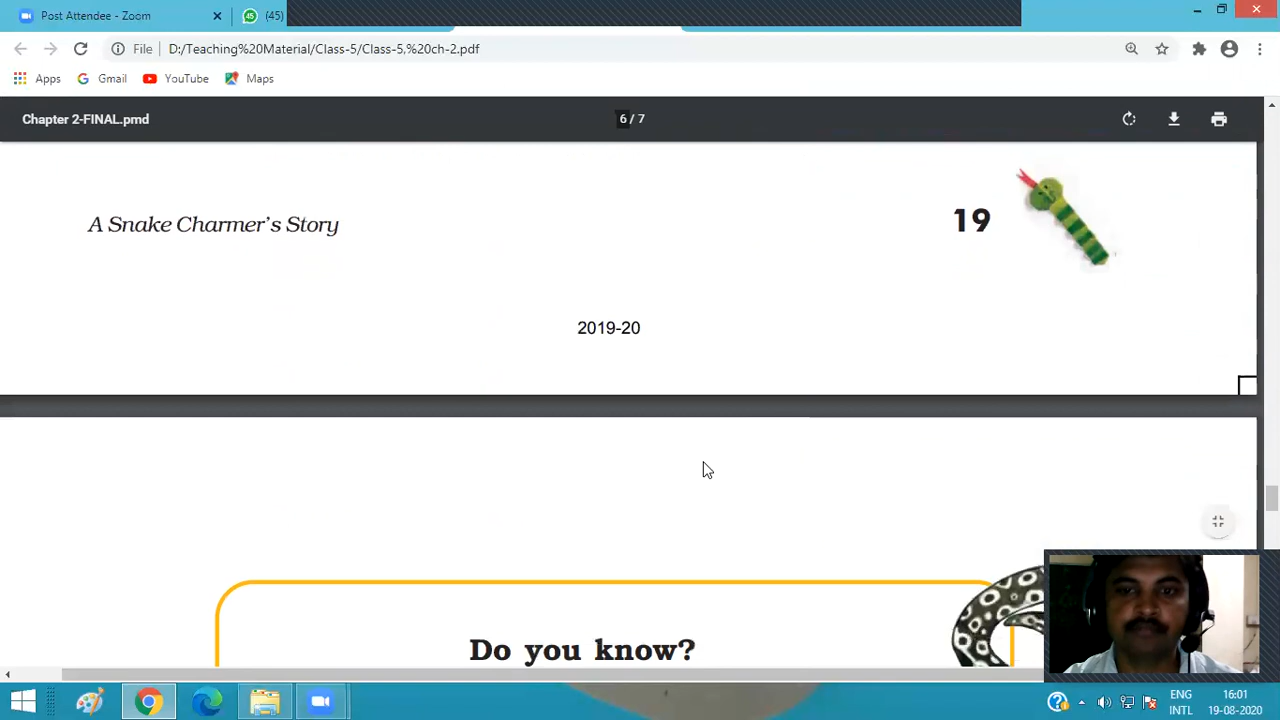 Post Attendee - Zoom
(45)
File
D:/Teaching%20Material/Class-5/Class-5,%20ch-2.pdf
Apps
Gmail
YouTube
Maps
Chapter 2-FINAL.pmd
6 / 7
A Snake Charmer's Story
19
2019-20
Do you know?
ENG
INTL
16:01
19-08-2020